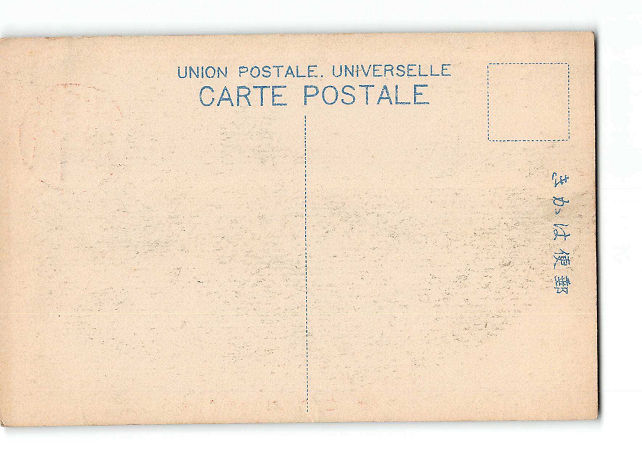 UNION POSTALE. UNIVERSELLE
CARTE POSTALE
きかは便郵